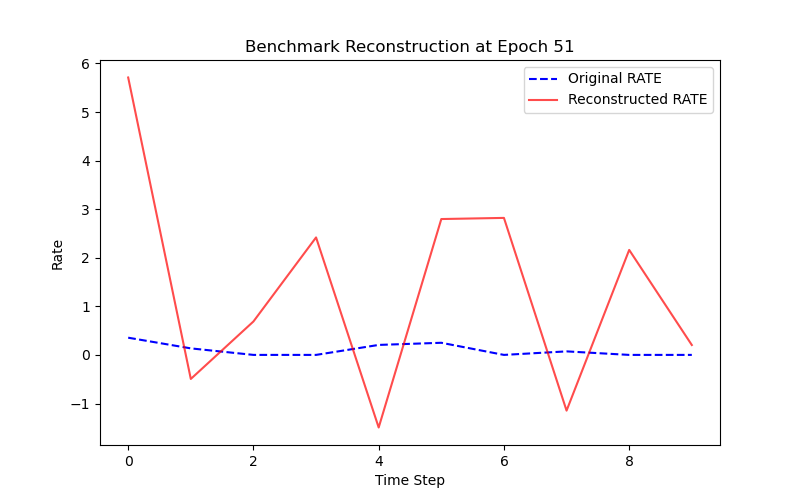 Benchmark Reconstruction at Epoch 51
Original RATE
Reconstructed RATE
6
5
4
3
2
1
0
−1
Rate
0 2 4 6 8
Time Step